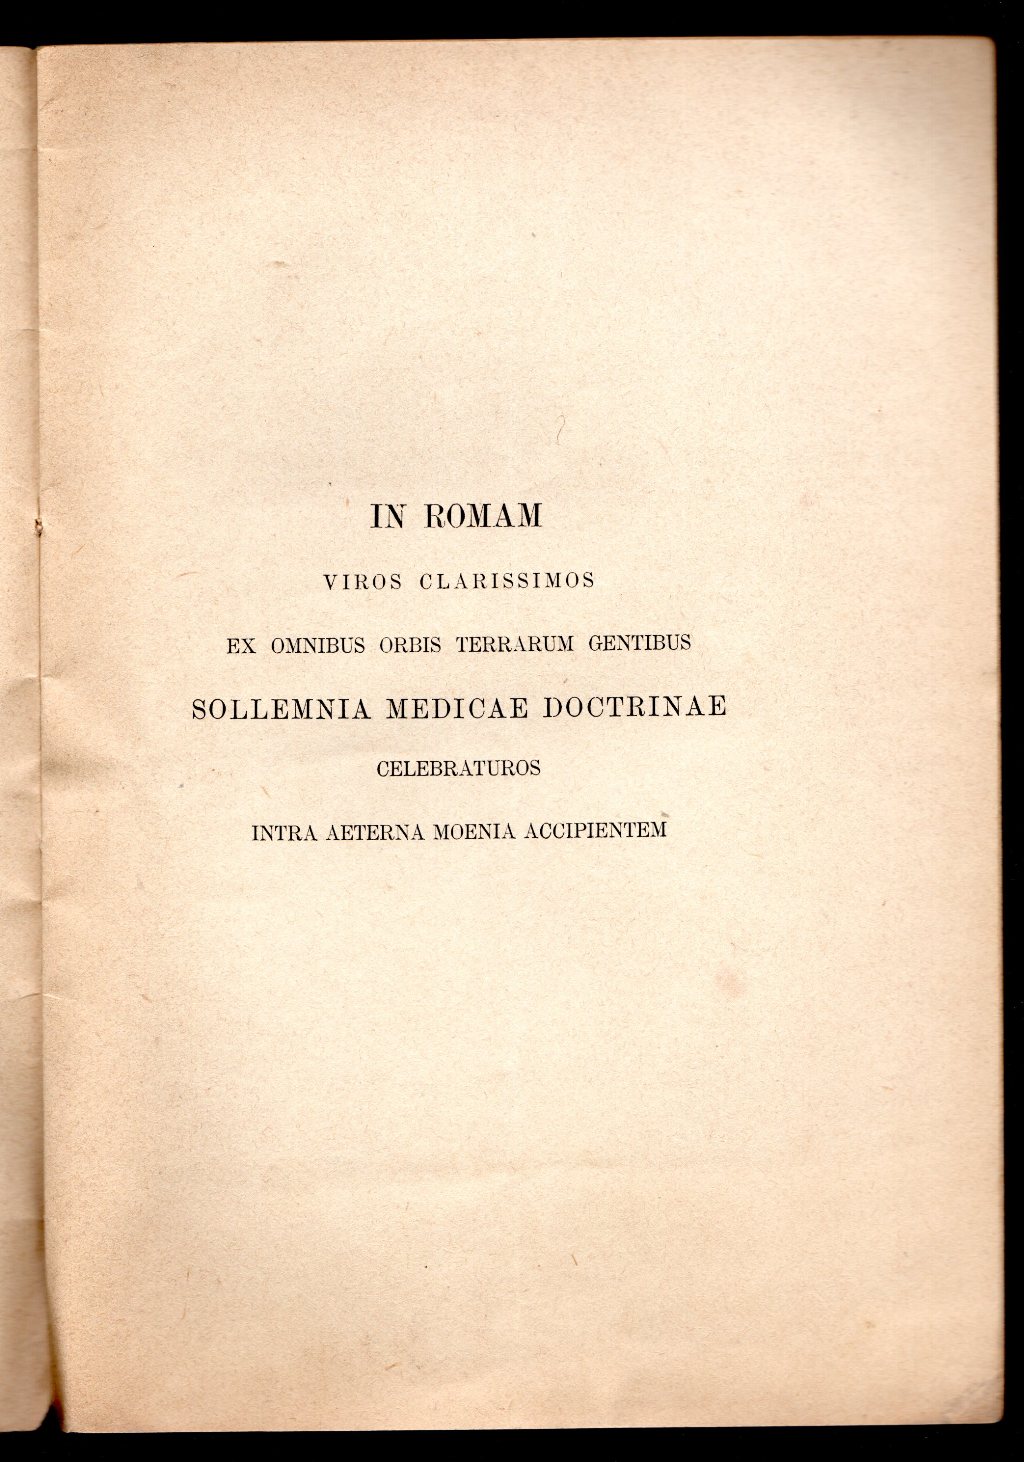 IN ROMAM
VIROS CLARISSIMOS
EX OMNIBUS ORBIS TERRARUM GENTIBUS
SOLLEMNIA MEDICAE DOCTRINAE
CELEBRATUROS
INTRA AETERNA MOENIA ACCIPIENTEM